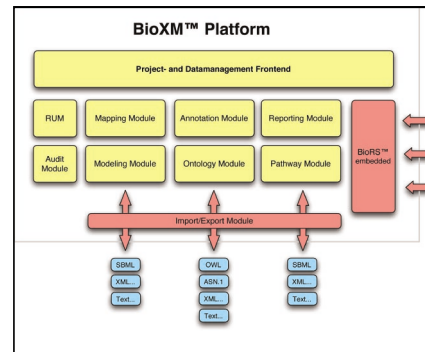 BioXM™ Platform
Project- and Datamanagement Frontend
RUM
Mapping Module
Annotation Module
Reporting Module
BioRS™
embedded
Audit
Module
Modeling Module
Ontology Module
Pathway Module
Import/Export Module
SBML
OWL
SBML
XML...
ASN.1
XML...
Text...
XML...
Text...
Text...